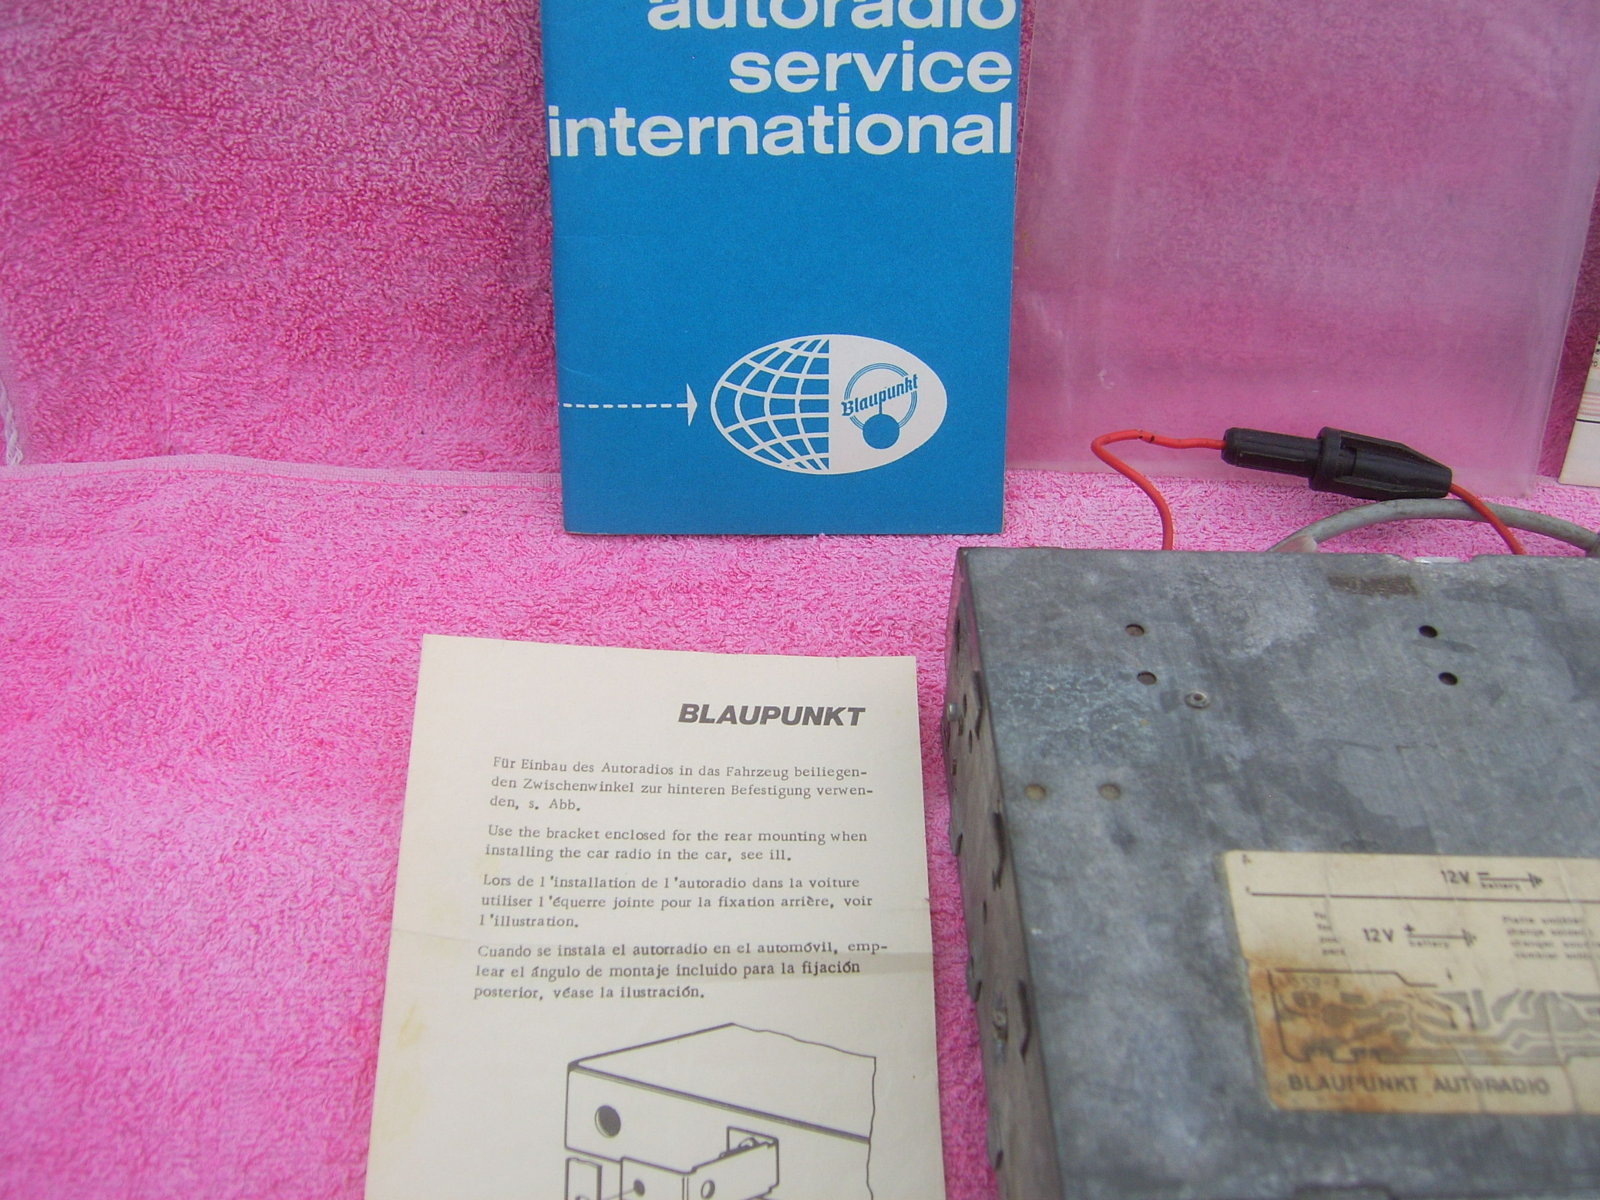 autoradio
service
international
Blaupunkt
BLAUPUNKT
Für Einbau des Autoradios in das Fahrzeug beiliegen-
den Zwischenwinkel zur hinteren Befestigung verwen-
den, s. Abb.
Use the bracket enclosed for the rear mounting when
installing the car radio in the car, see ill.
Lors de l'installation de l'autoradio dans la voiture
utiliser l'équerre jointe pour la fixation arrière, voir
l'illustration.
Cuando se instala el autorradio en el automóvil, emp-
lear el ángulo de montaje incluido para la fijación
posterior, véase la ilustración.
A
12V battery
12V + battery
BLAUPUNKT AUTORADIO